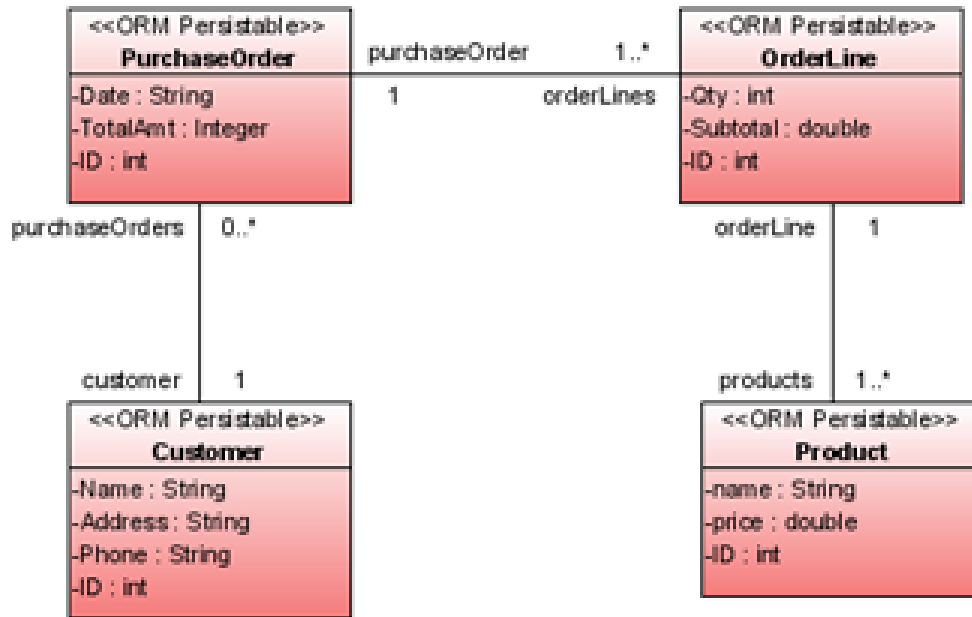 <<ORM Persistable>>
PurchaseOrder
-Date : String
-TotalAmt : Integer
-ID : int
purchaseOrder 1..*
1 orderLines
<<ORM Persistable>>
OrderLine
-Qty : int
-Subtotal : double
-ID : int
purchaseOrders 0..*
orderLine 1
customer 1
products 1..*
<<ORM Persistable>>
Customer
-Name : String
-Address : String
-Phone : String
-ID : int
<<ORM Persistable>>
Product
-name : String
-price : double
-ID : int